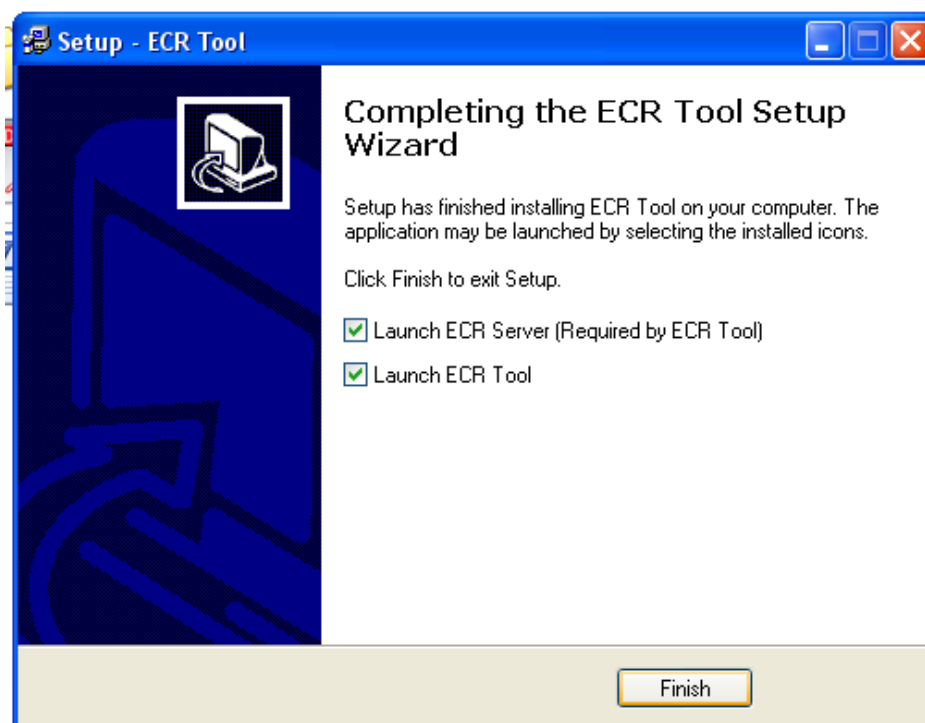 Setup - ECR Tool
Completing the ECR Tool Setup
Wizard
Setup has finished installing ECR Tool on your computer. The
application may be launched by selecting the installed icons.
Click Finish to exit Setup.
Launch ECR Server (Required by ECR Tool)
Launch ECR Tool
Finish